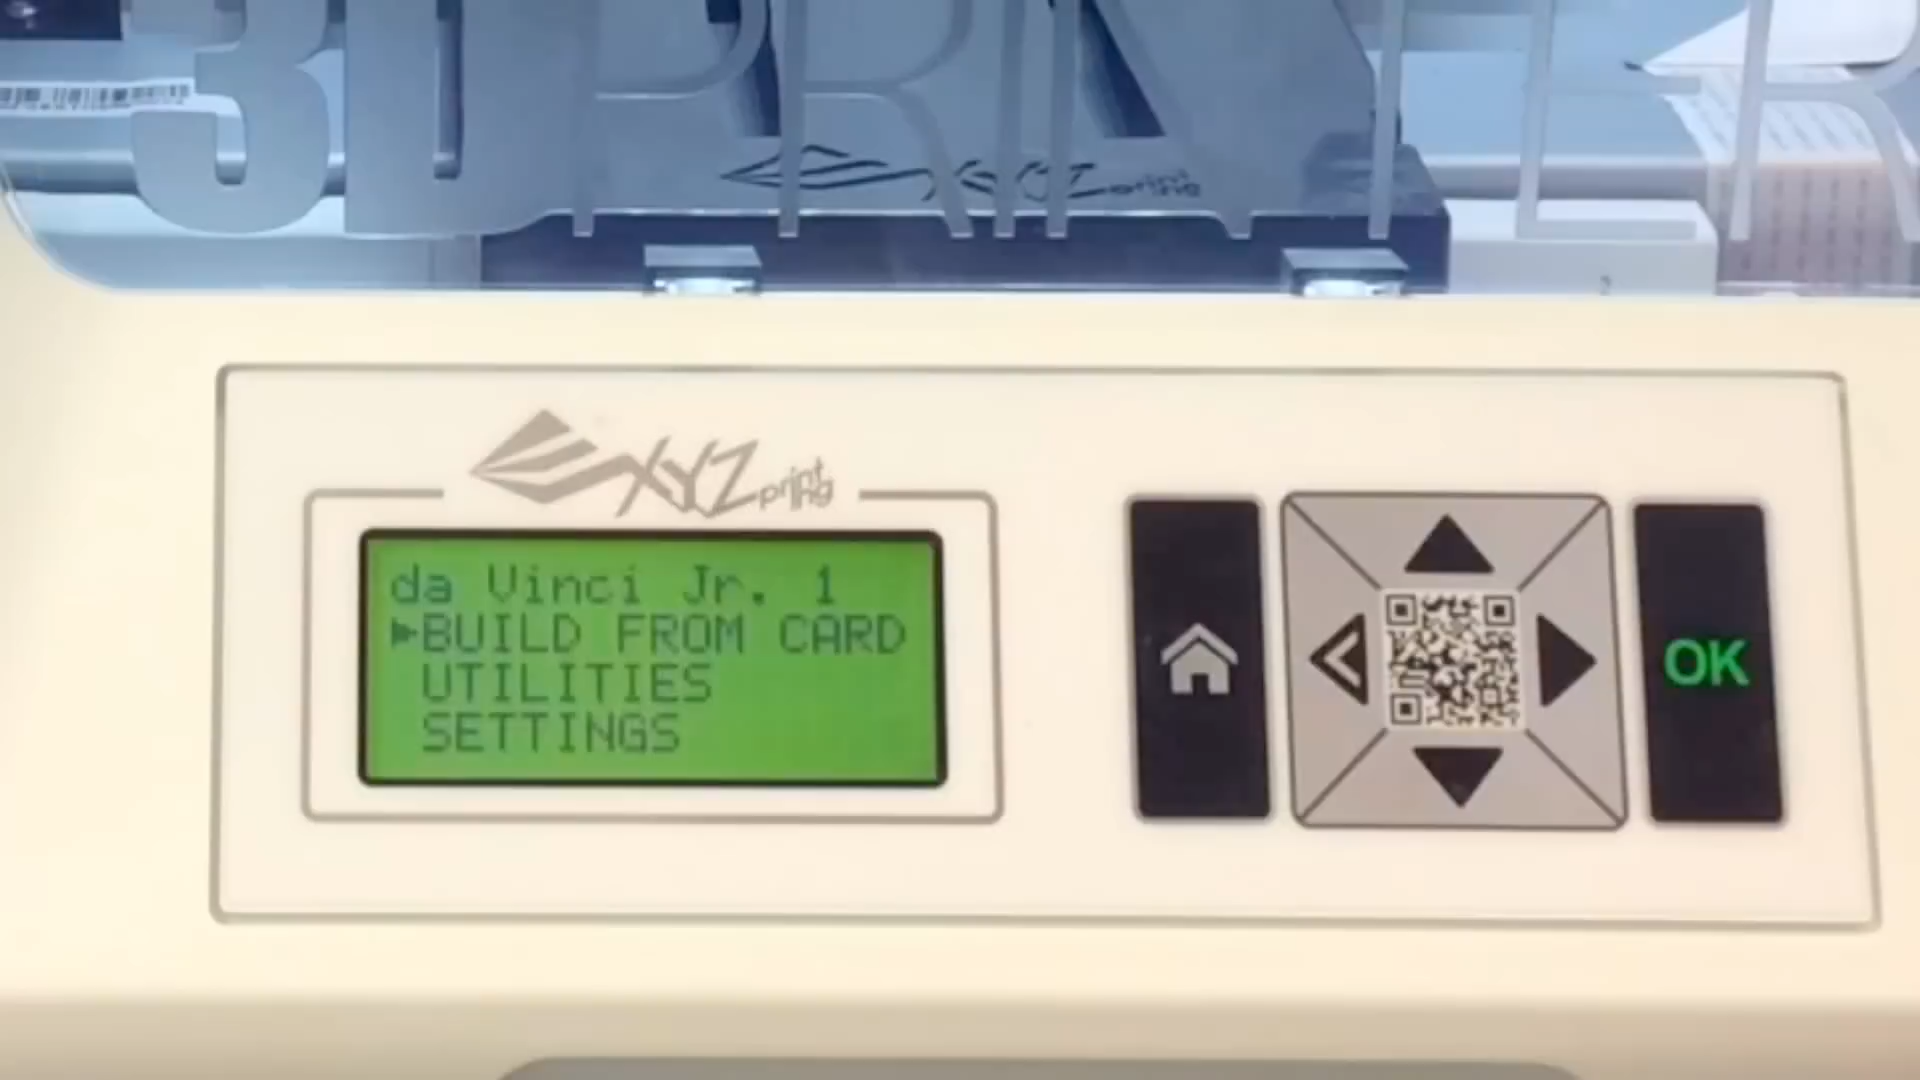 3D PRINTER
XYZprinting
XYZprinting
da Vinci Jr. 1
▶BUILD FROM CARD
UTILITIES
SETTINGS
OK